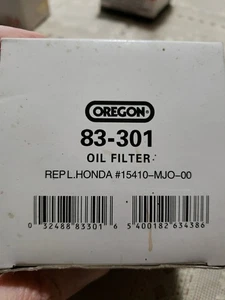 OREGON®
83-301
OIL FILTER
REPL.HONDA #15410-MJO-00
0 32488 83301 6 5 400182 634386